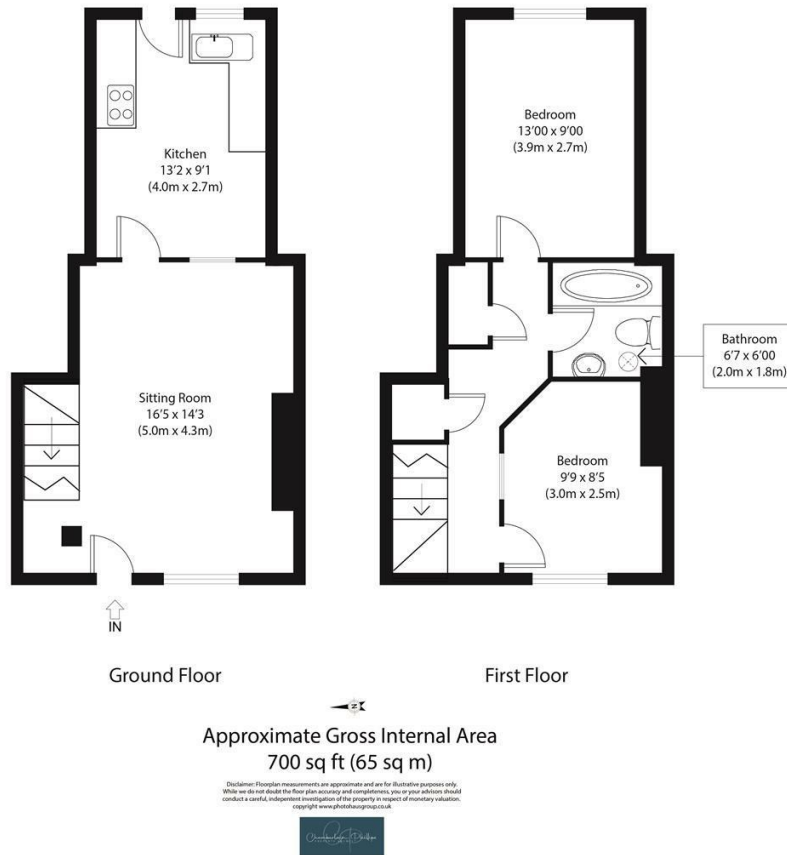 Kitchen
13'2 x 9'1
(4.0m x 2.7m)
Sitting Room
16'5 x 14'3
(5.0m x 4.3m)
IN
Ground Floor
Bedroom
13'00 x 9'00
(3.9m x 2.7m)
Bathroom
6'7 x 6'00
(2.0m x 1.8m)
Bedroom
9'9 x 8'5
(3.0m x 2.5m)
First Floor
N
Approximate Gross Internal Area
700 sq ft (65 sq m)
Disclaimer: Floorplan measurements are approximate and are for illustrative purposes only.
While we do not doubt the floor plan accuracy and completeness, you or your advisors should
conduct a careful, independent investigation of the property in respect of monetary valuation.
copyright www.photohausgroup.co.uk
Chamberlain Phillips